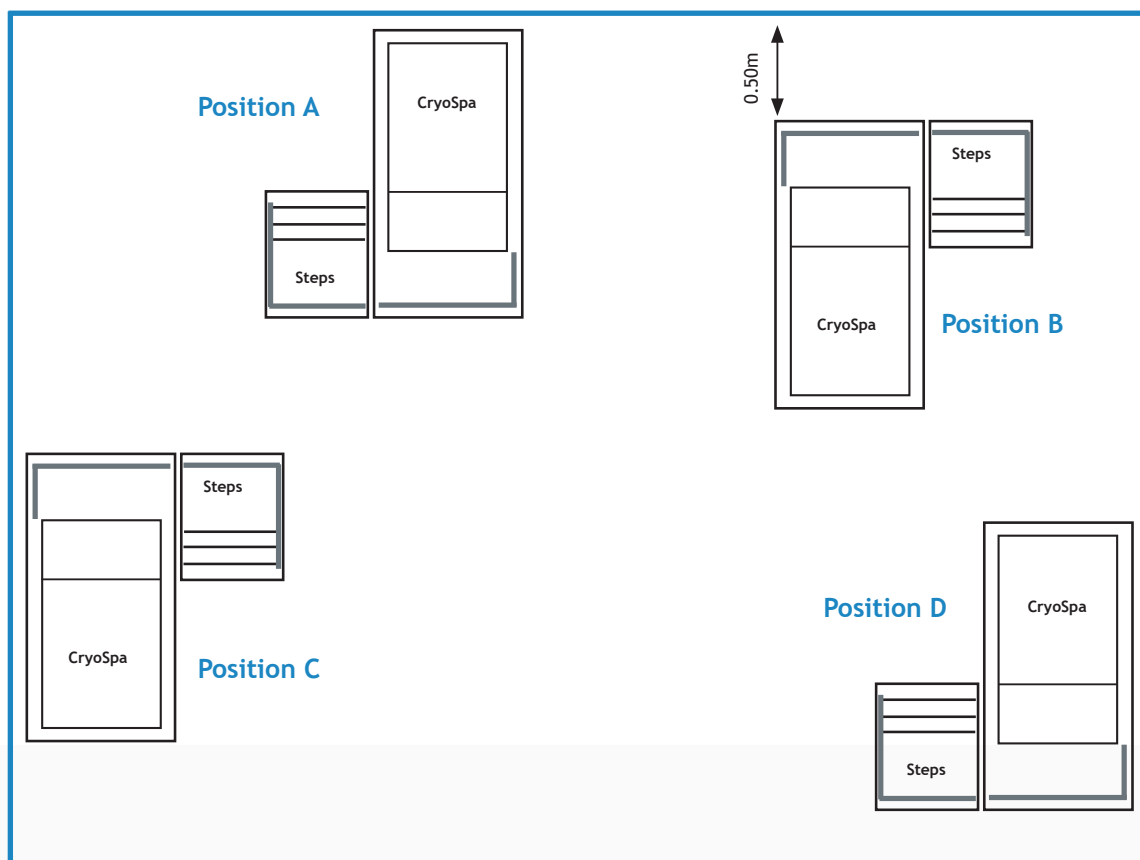 Position A
CryoSpa
Steps
0.50m
Steps
CryoSpa
Position B
Steps
CryoSpa
Position C
CryoSpa
Position D
Steps